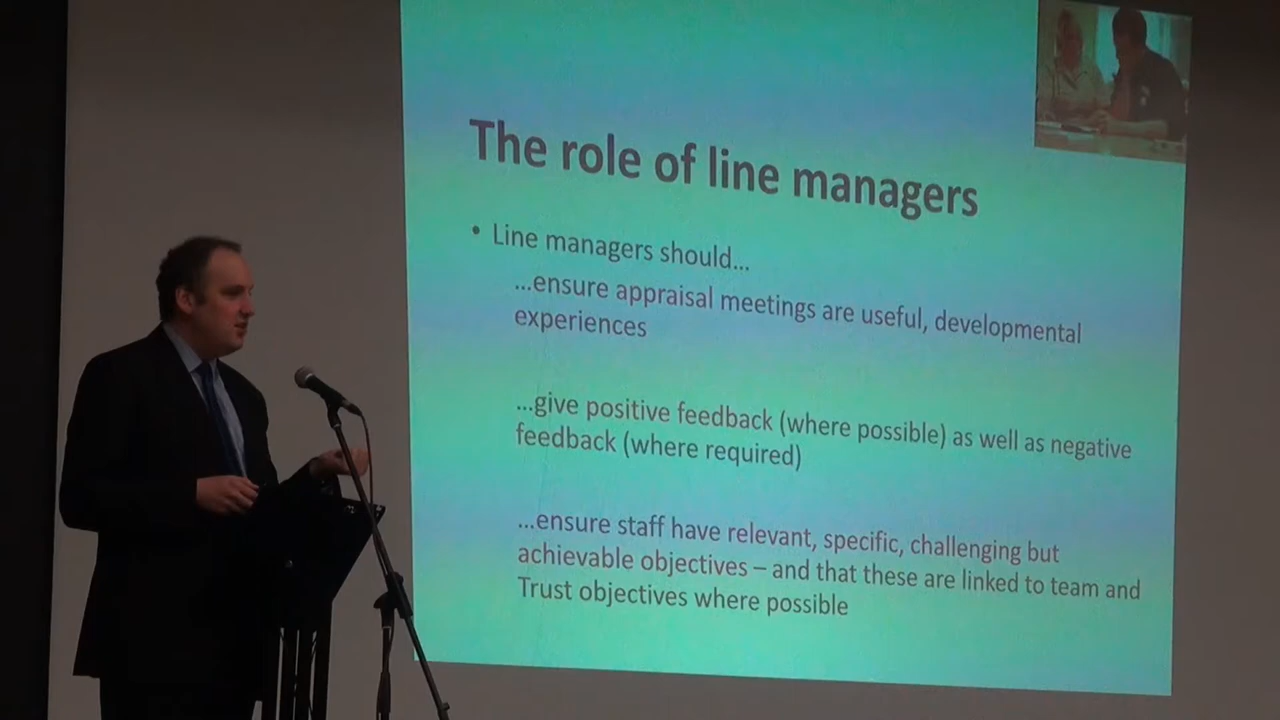 The role of line managers
• Line managers should...
...ensure appraisal meetings are useful, developmental
experiences
...give positive feedback (where possible) as well as negative
feedback (where required)
...ensure staff have relevant, specific, challenging but
achievable objectives – and that these are linked to team and
Trust objectives where possible